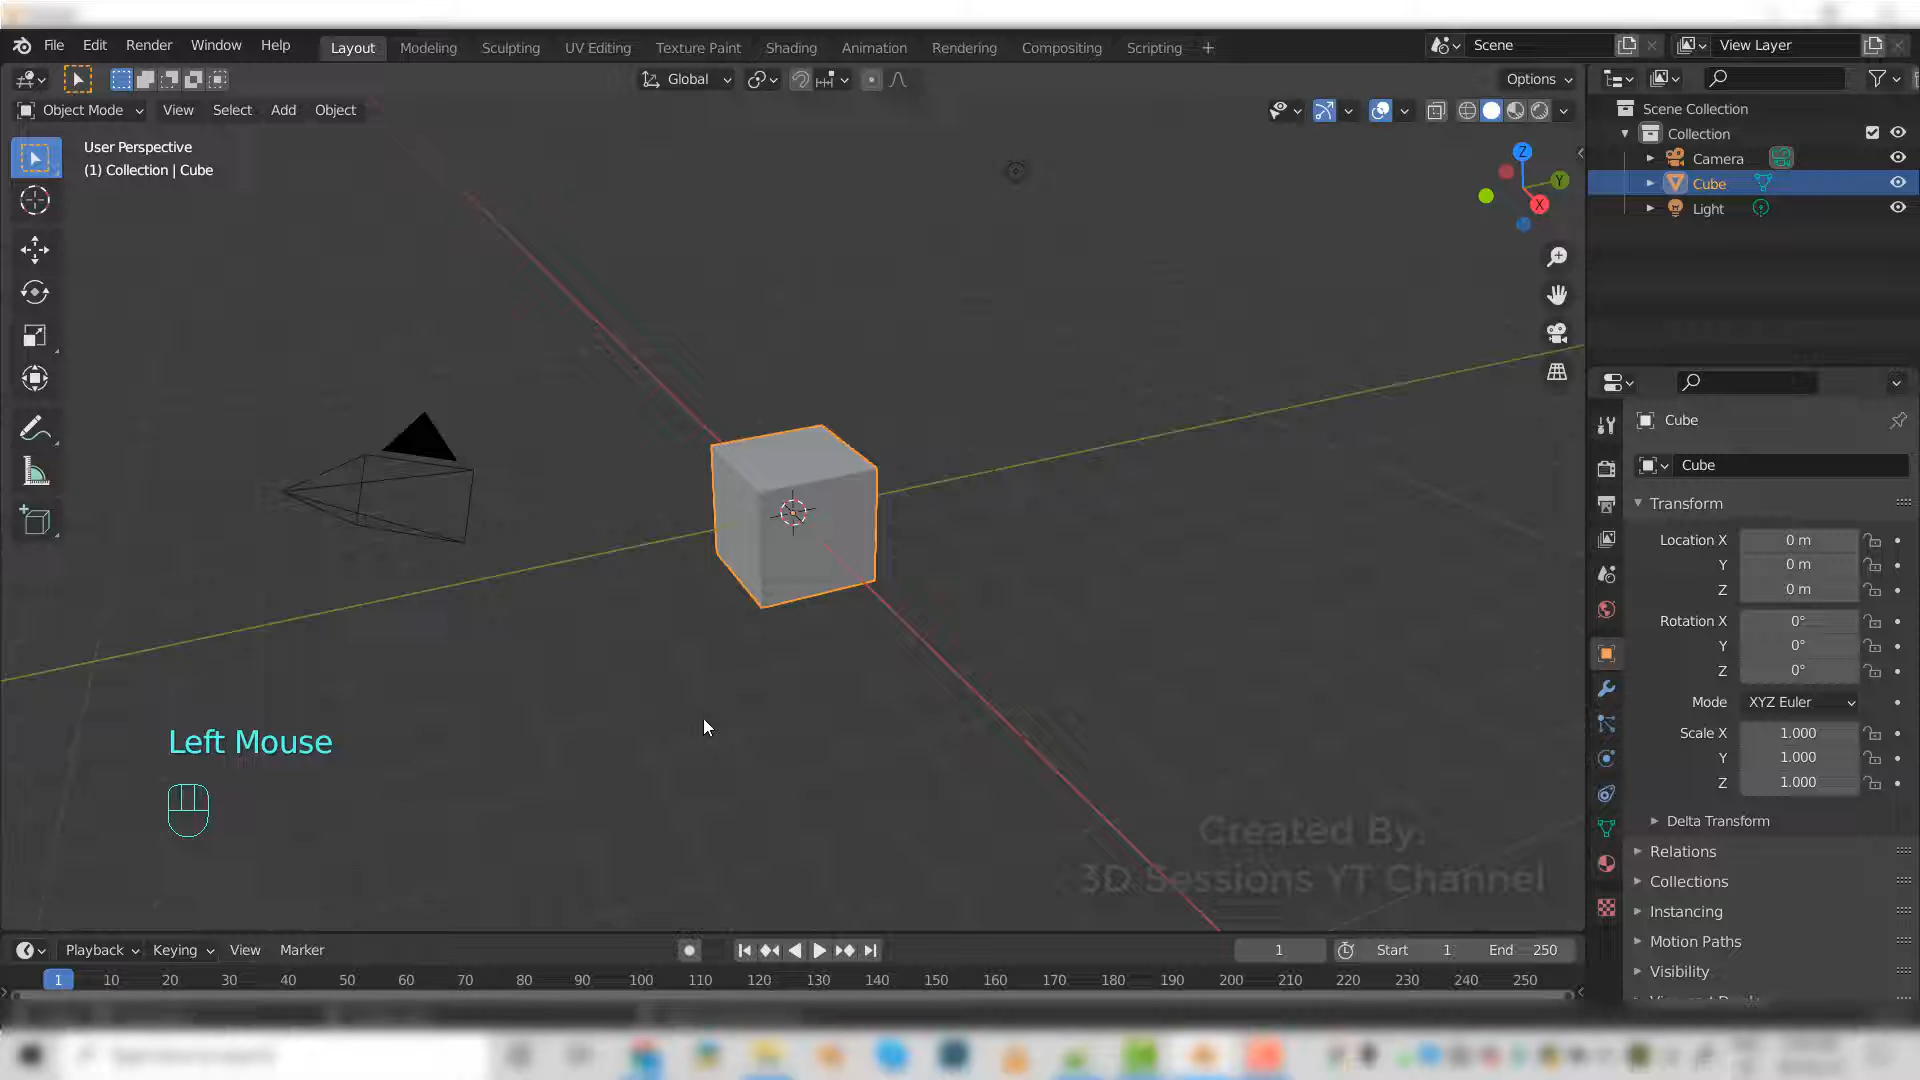 File Edit Render Window Help Layout Modeling Sculpting UV Editing Texture Paint Shading Animation Rendering Compositing Scripting + Scene View Layer
Global Options
Object Mode View Select Add Object
User Perspective
(1) Collection | Cube
Z
Y
X
Scene Collection
Collection
Camera
Cube
Light
Cube
Cube
Transform
Location X 0 m
Y 0 m
Z 0 m
Rotation X 0°
Y 0°
Z 0°
Mode XYZ Euler
Scale X 1.000
Y 1.000
Z 1.000
Delta Transform
Relations
Collections
Instancing
Motion Paths
Visibility
Left Mouse
Created By:
3D Sessions YT Channel
Playback Keying View Marker 1 Start 1 End 250
1 10 20 30 40 50 60 70 80 90 100 110 120 130 140 150 160 170 180 190 200 210 220 230 240 250